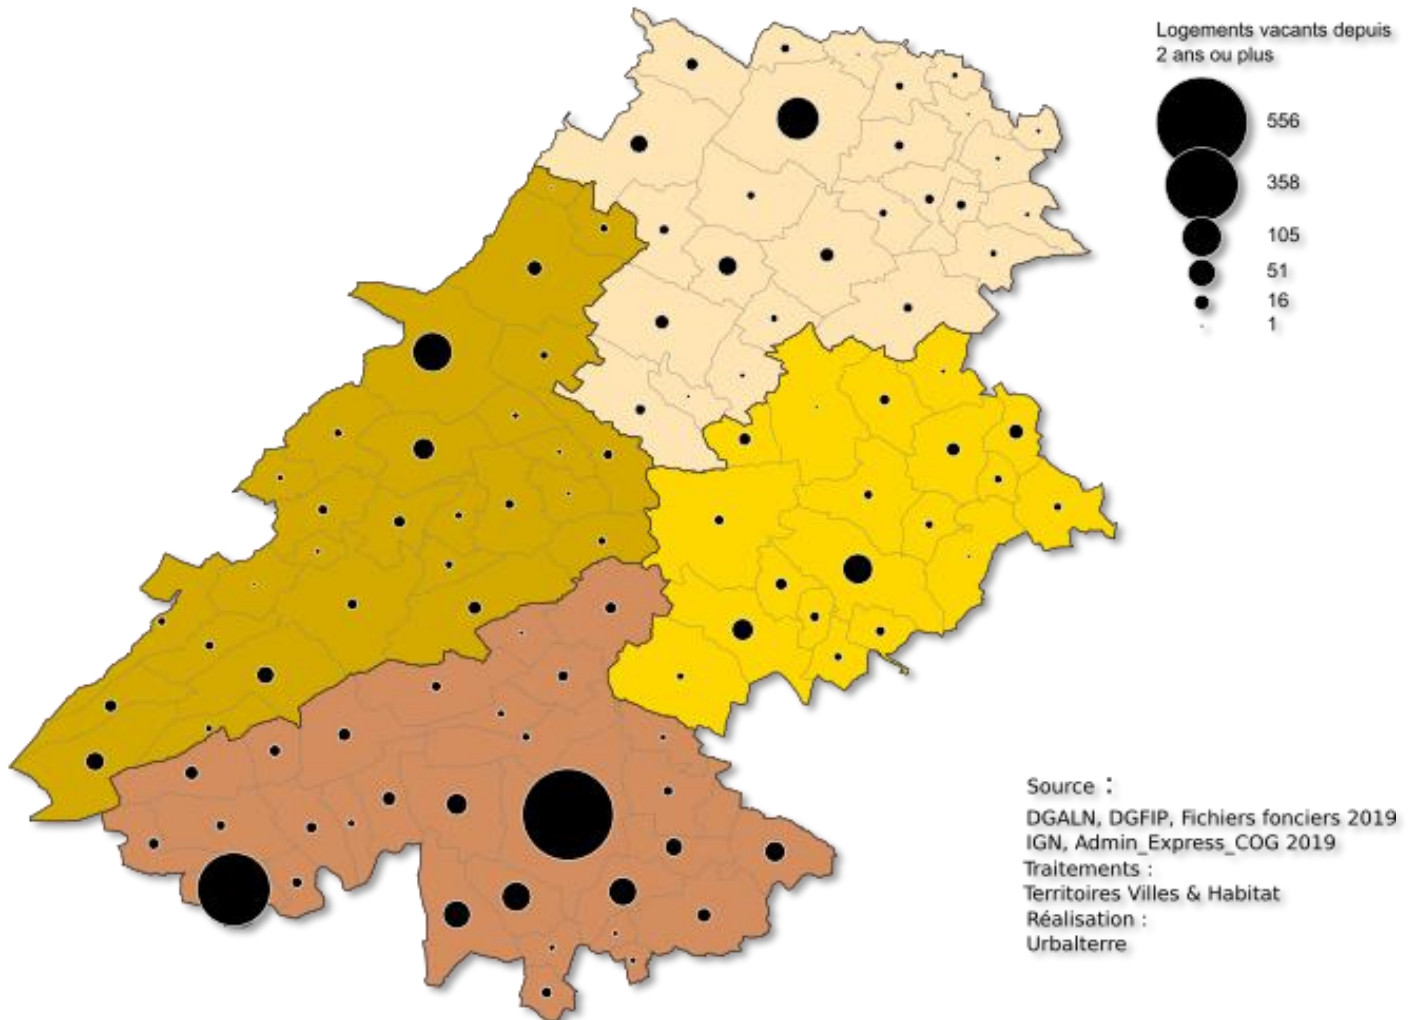 Logements vacants depuis
2 ans ou plus
556
358
105
51
16
1
Source :
DGALN, DGFIP, Fichiers fonciers 2019
IGN, Admin_Express_COG 2019
Traitements :
Territoires Villes & Habitat
Réalisation :
Urbalterre